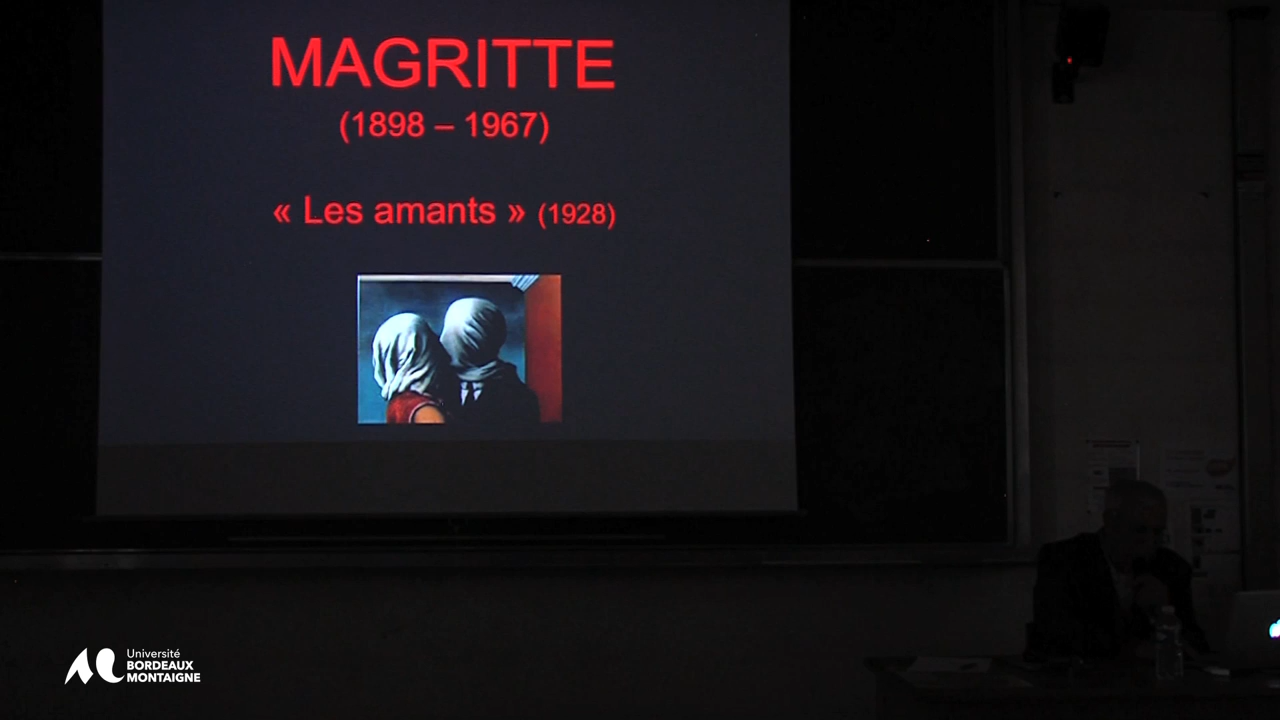 MAGRITTE
(1898 – 1967)
« Les amants » (1928)
Université
BORDEAUX
MONTAIGNE